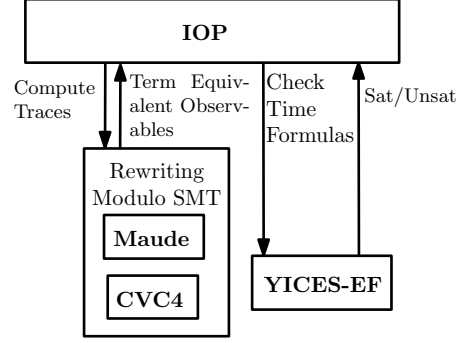 IOP
Compute
Traces
Term Equiv-
alent Observ-
ables
Check
Time
Formulas
Sat/Unsat
Rewriting
Modulo SMT
Maude
CVC4
YICES-EF